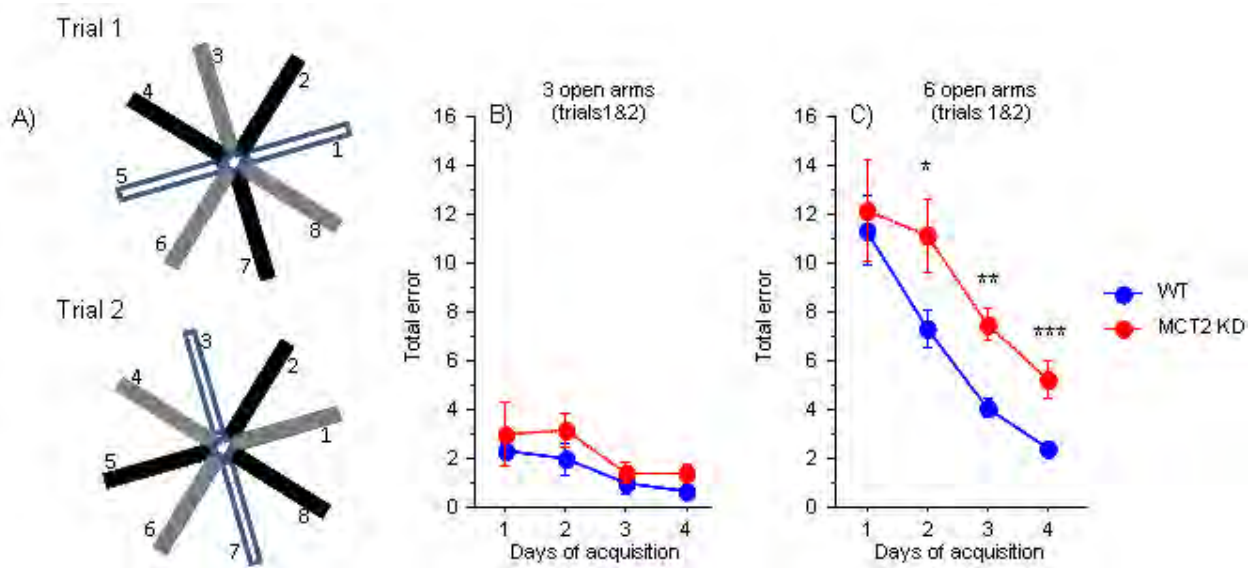 A)
Trial 1
1
2
3
4
5
6
7
8
Trial 2
1
2
3
4
5
6
7
8
3 open arms
(trials1&2)
B)
Total error
16
14
12
10
8
6
4
2
0
1 2 3 4
Days of acquisition
6 open arms
(trials 1&2)
C)
Total error
16
14
12
10
8
6
4
2
0
*
**
***
1 2 3 4
Days of acquisition
WT
MCT2 KD